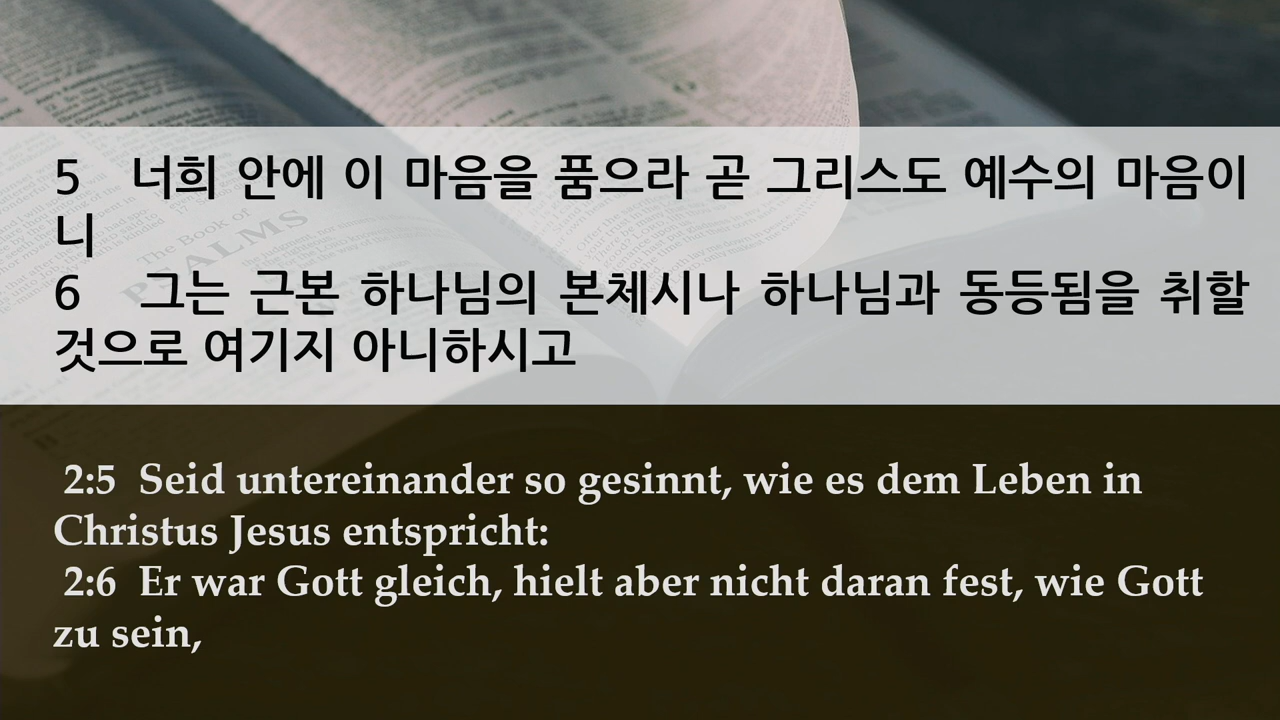 The Book of
PSALMS
5 너희 안에 이 마음을 품으라 곧 그리스도 예수의 마음이
니
6 그는 근본 하나님의 본체시나 하나님과 동등됨을 취할
것으로 여기지 아니하시고
2:5 Seid untereinander so gesinnt, wie es dem Leben in
Christus Jesus entspricht:
2:6 Er war Gott gleich, hielt aber nicht daran fest, wie Gott
zu sein,